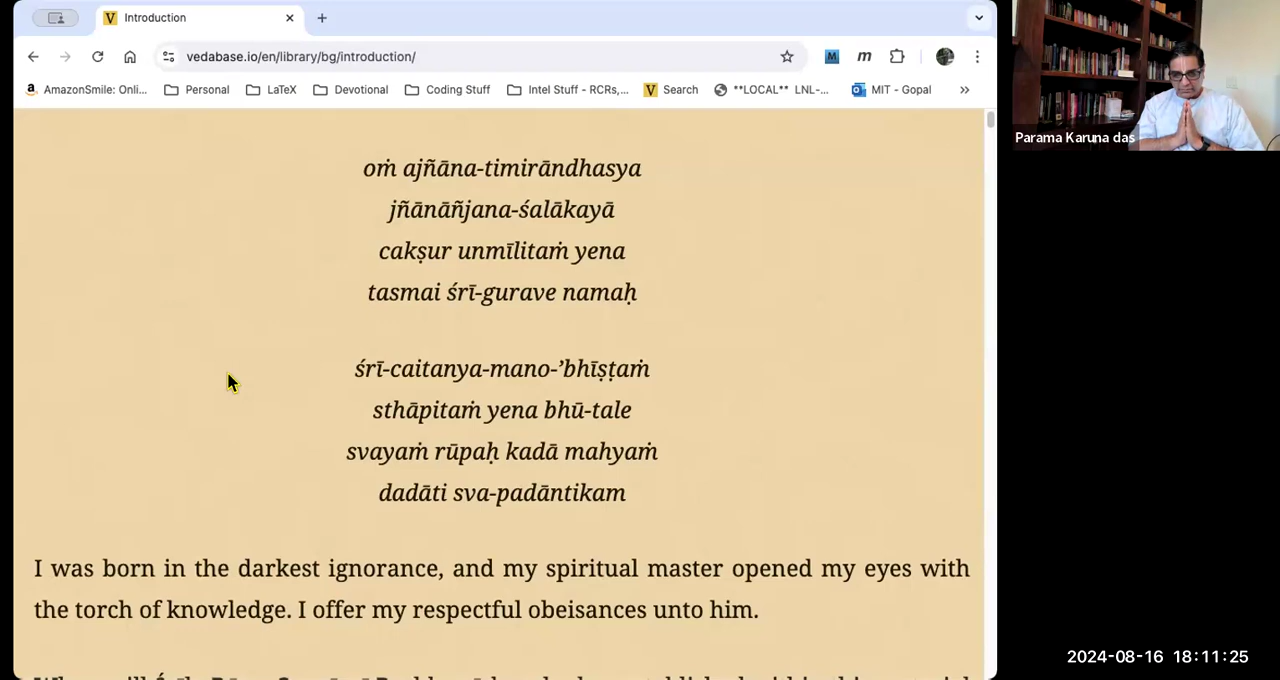 Introduction
vedabase.io/en/library/bg/introduction/
AmazonSmile: Onli... Personal LaTeX Devotional Coding Stuff Intel Stuff - RCRs,... Search **LOCAL** LNL-... MIT - Gopal »
oṁ ajñāna-timirāndhasya
jñānāñjana-śalākayā
cakṣur unmīlitaṁ yena
tasmai śrī-gurave namaḥ
śrī-caitanya-mano-’bhīṣṭaṁ
sthāpitaṁ yena bhū-tale
svayaṁ rūpaḥ kadā mahyaṁ
dadāti sva-padāntikam
I was born in the darkest ignorance, and my spiritual master opened my eyes with
the torch of knowledge. I offer my respectful obeisances unto him.
Parama Karuna das
2024-08-16 18:11:25